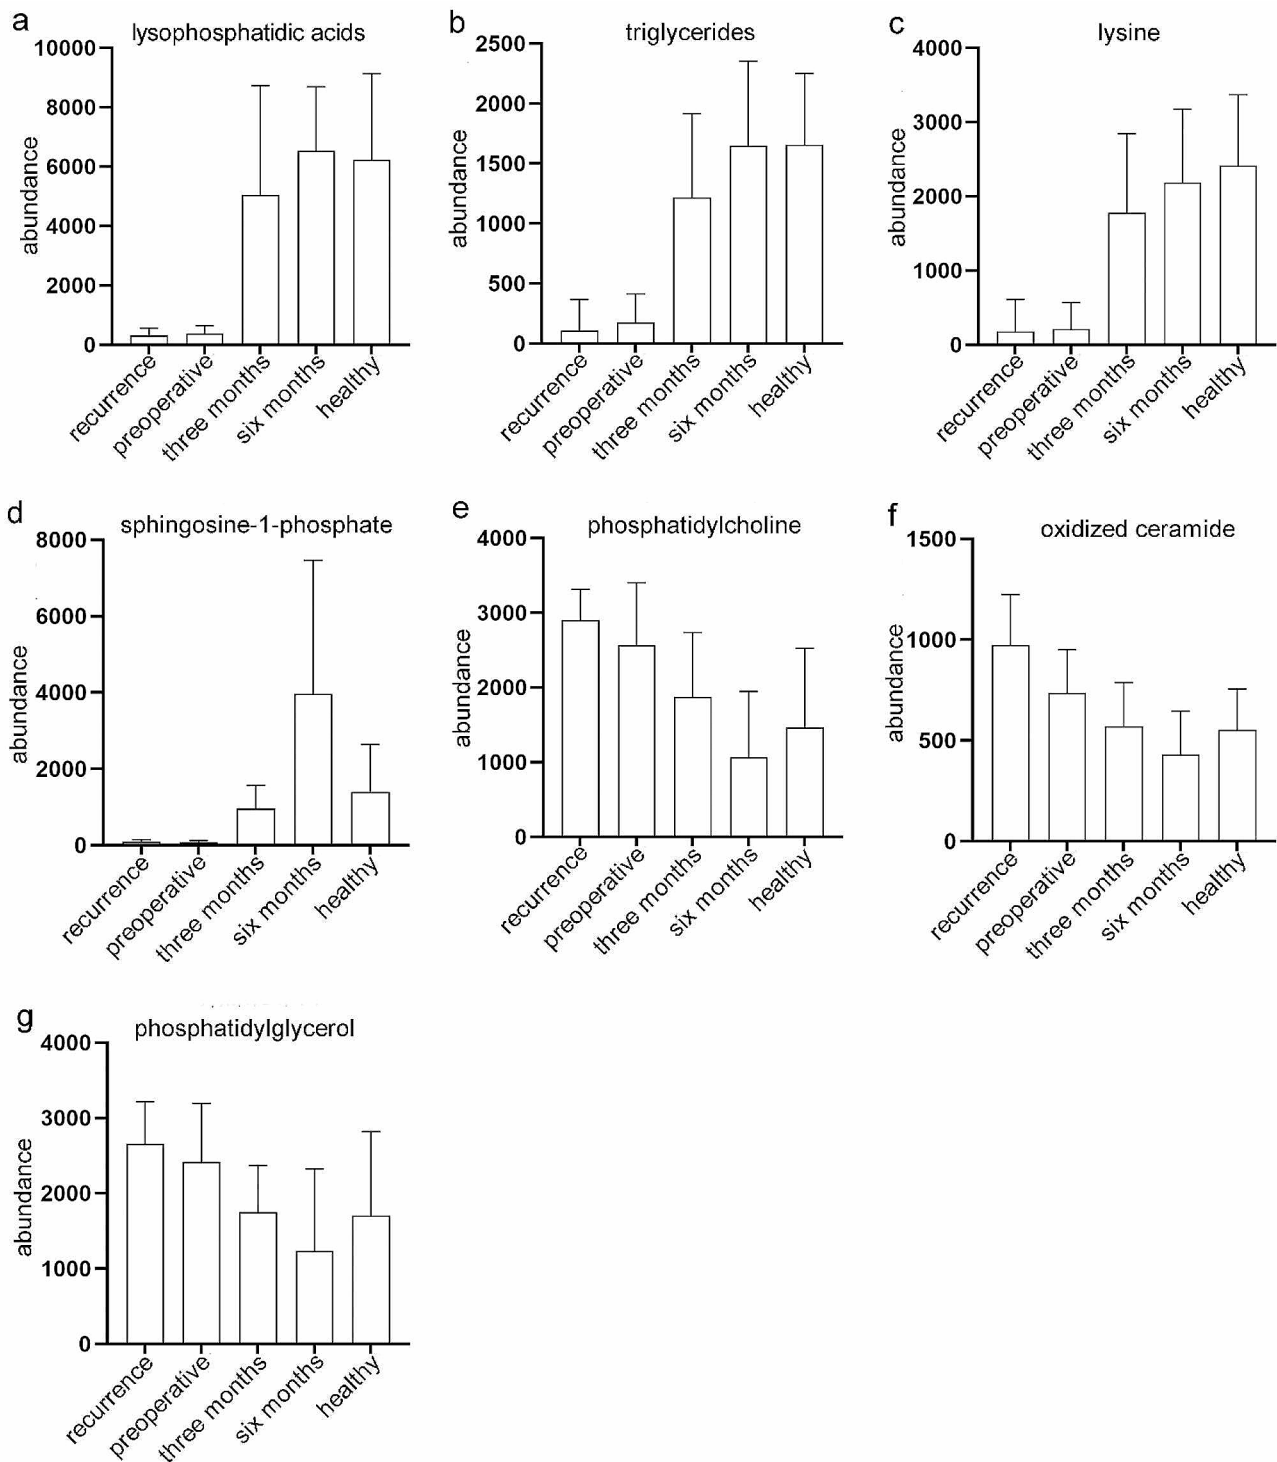 a
lysophosphatidic acids
10000
8000
6000
4000
2000
0
abundance
recurrence
preoperative
three months
six months
healthy
b
triglycerides
2500
2000
1500
1000
500
0
abundance
recurrence
preoperative
three months
six months
healthy
c
lysine
4000
3000
2000
1000
0
abundance
recurrence
preoperative
three months
six months
healthy
d
sphingosine-1-phosphate
8000
6000
4000
2000
0
abundance
recurrence
preoperative
three months
six months
healthy
e
phosphatidylcholine
4000
3000
2000
1000
0
abundance
recurrence
preoperative
three months
six months
healthy
f
oxidized ceramide
1500
1000
500
0
abundance
recurrence
preoperative
three months
six months
healthy
g
phosphatidylglycerol
4000
3000
2000
1000
0
abundance
recurrence
preoperative
three months
six months
healthy